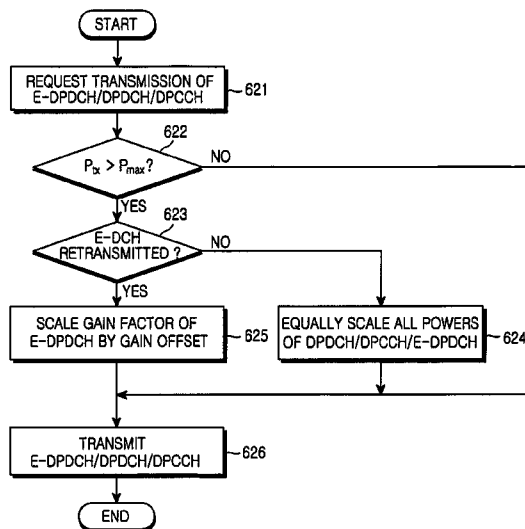 START
REQUEST TRANSMISSION OF
E-DPDCH/DPDCH/DPCCH
621
622
Ptx > Pmax?
NO
YES
623
E-DCH
RETRANSMITTED ?
NO
YES
SCALE GAIN FACTOR OF
E-DPDCH BY GAIN OFFSET
625
EQUALLY SCALE ALL POWERS
OF DPDCH/DPCCH/E-DPDCH
624
TRANSMIT
E-DPDCH/DPDCH/DPCCH
626
END